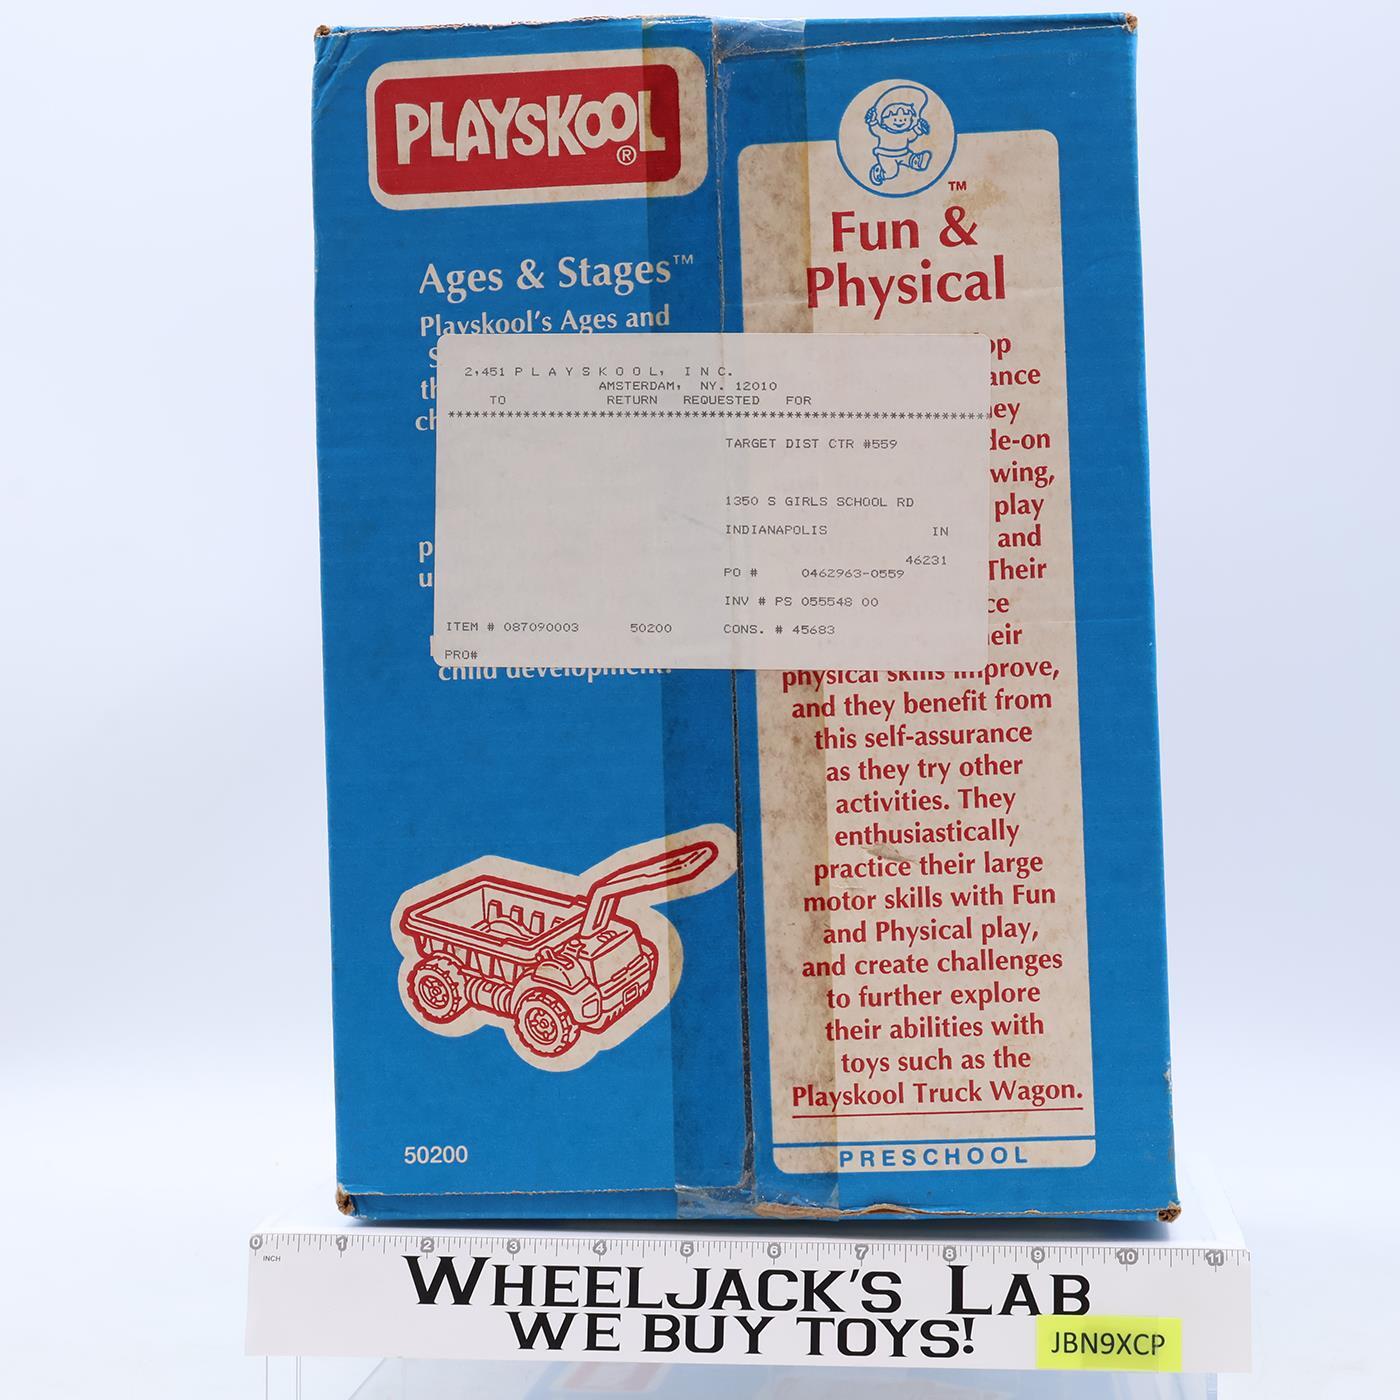 PLAYSKOOL
®
Ages & Stages™
Playskool's Ages and
child development.
50200
TM
Fun &
Physical
and
Their
physical skills improve,
and they benefit from
this self-assurance
as they try other
activities. They
enthusiastically
practice their large
motor skills with Fun
and Physical play,
and create challenges
to further explore
their abilities with
toys such as the
Playskool Truck Wagon.
PRESCHOOL
2,451 PLAYSKOOL, INC.
AMSTERDAM, NY. 12010
TO RETURN REQUESTED FOR
TARGET DIST CTR #559
1350 S GIRLS SCHOOL RD
INDIANAPOLIS IN
46231
PO # 0462963-0559
INV # PS 055548 00
ITEM # 087090003 50200 CONS. # 45683
PRO#
0 1 2 3 4 5 6 7 8 9 10 11
INCH
WHEELJACK'S LAB
WE BUY TOYS!
JBN9XCP